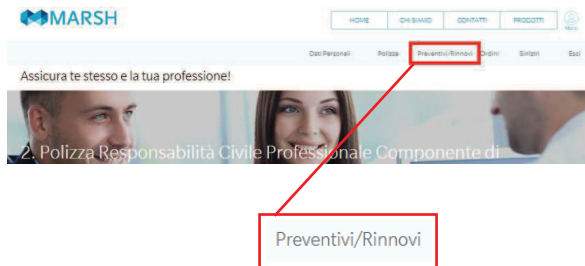 MARSH
HOME CHI SIAMO CONTATTI PRODOTTI
Dati Personali Polizze Preventivi/Rinnovi Ordini Sinistri Esci
Assicura te stesso e la tua professione!
2. Polizza Responsabilità Civile Professionale Componente di
Preventivi/Rinnovi